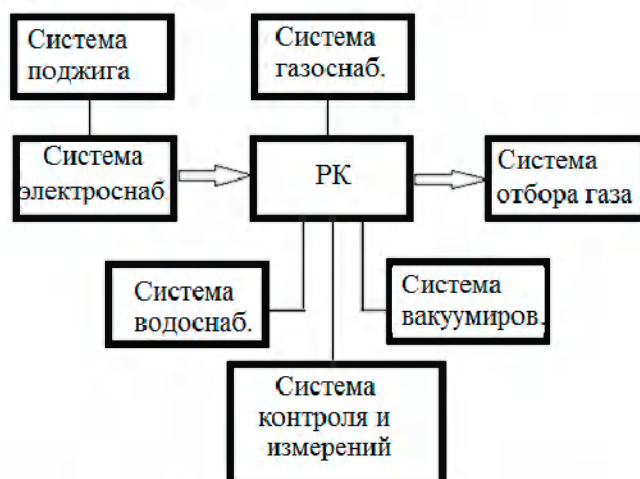 Система
поджига
Система
газоснаб.
Система
электроснаб.
РК
Система
отбора газа
Система
водоснаб.
Система
вакуумиров.
Система
контроля и
измерений